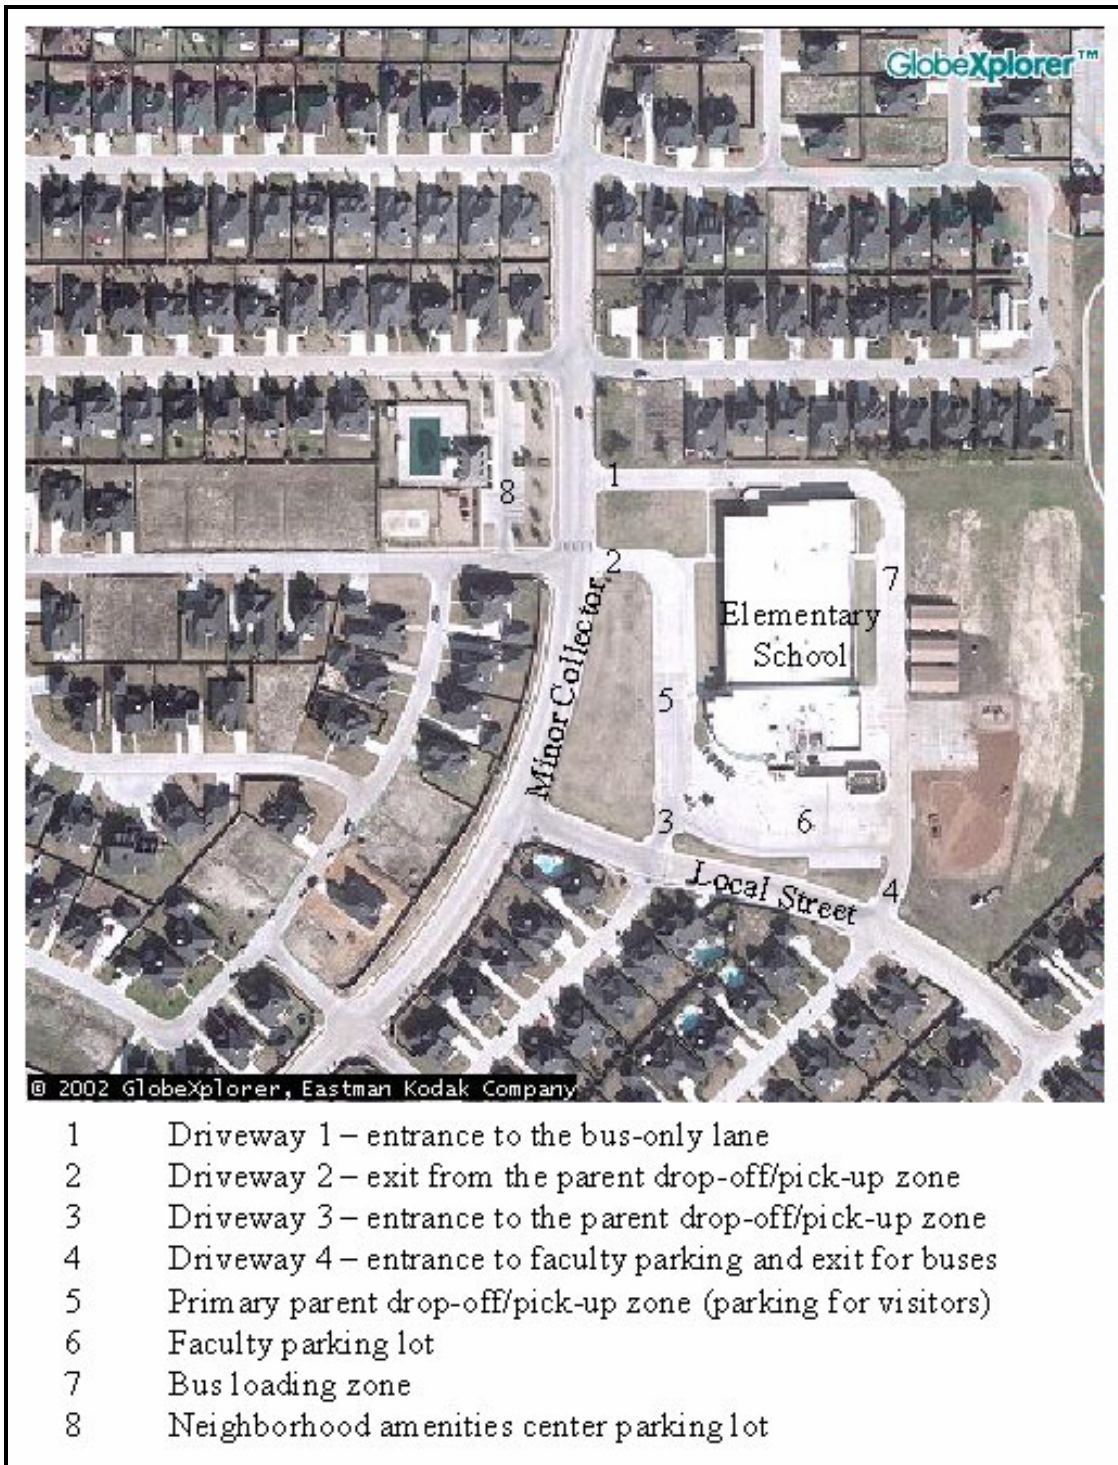 GlobeXplorer™
1
8
2
7
Elementary
School
Minor Collector
5
3
6
Local Street
4
© 2002 GlobeXplorer, Eastman Kodak Company
1 Driveway 1 – entrance to the bus-only lane
2 Driveway 2 – exit from the parent drop-off/pick-up zone
3 Driveway 3 – entrance to the parent drop-off/pick-up zone
4 Driveway 4 – entrance to faculty parking and exit for buses
5 Primary parent drop-off/pick-up zone (parking for visitors)
6 Faculty parking lot
7 Bus loading zone
8 Neighborhood amenities center parking lot